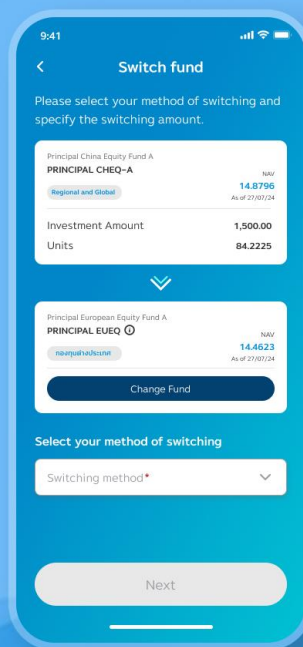 9:41
Switch fund
Please select your method of switching and
specify the switching amount.
Principal China Equity Fund A
PRINCIPAL CHEQ-A
NAV
Regional and Global
14.8796
As of 27/07/24
Investment Amount 1,500.00
Units 84.2225
Principal European Equity Fund A
PRINCIPAL EUEQ
NAV
กองทุนต่างประเทศ
14.4623
As of 27/07/24
Change Fund
Select your method of switching
Switching method*
Next